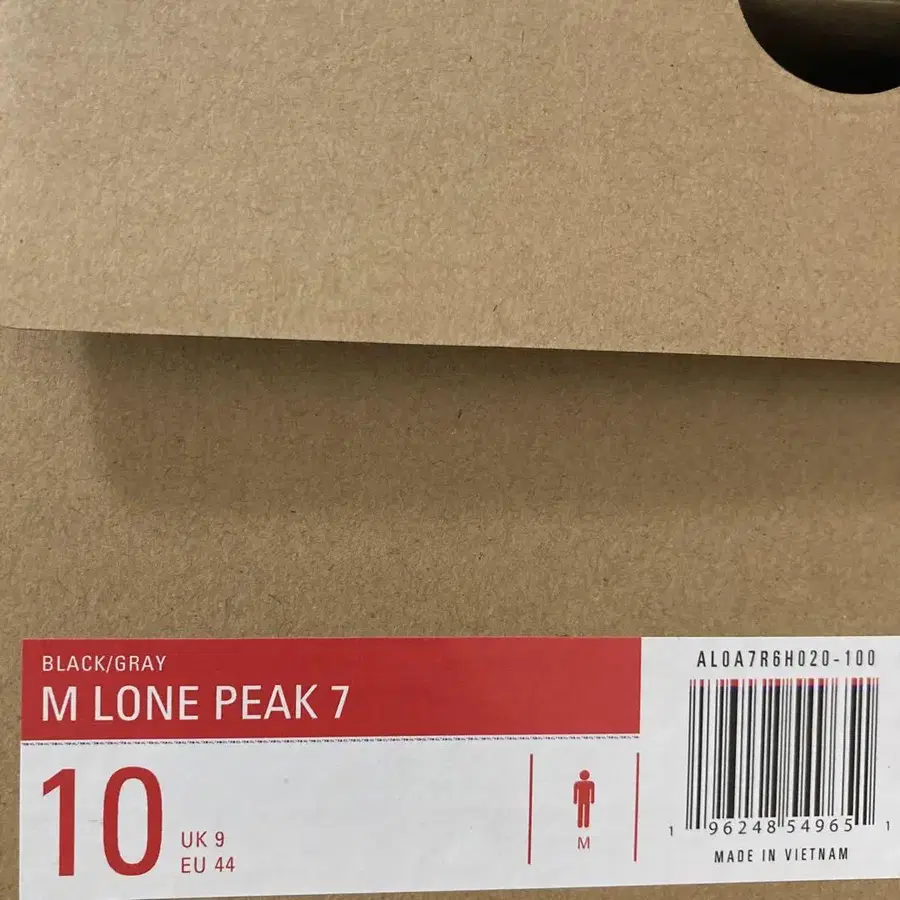 BLACK/GRAY
M LONE PEAK 7
10
UK 9
EU 44
M
AL0A7R6H020-100
1 96248 54965 1
MADE IN VIETNAM